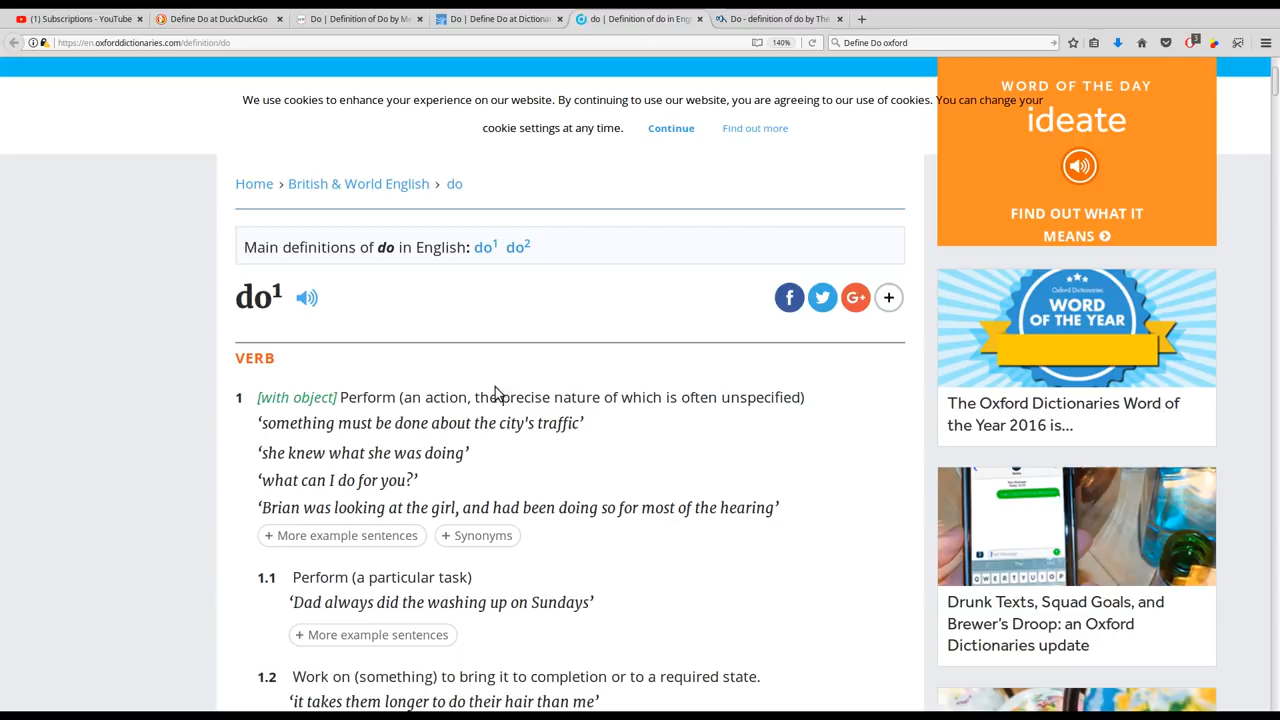 (1) Subscriptions - YouTube
Define Do at DuckDuckGo
Do | Definition of Do by Me
Do | Define Do at Dictionar
do | Definition of do in Eng
Do - definition of do by The
https://en.oxforddictionaries.com/definition/do
140%
Define Do oxford
3
We use cookies to enhance your experience on our website. By continuing to use our website, you are agreeing to our use of cookies. You can change your
cookie settings at any time. Continue Find out more
WORD OF THE DAY
ideate
FIND OUT WHAT IT
MEANS
Home › British & World English › do
Main definitions of do in English: do1 do2
do1
f
G+
+
VERB
1 [with object] Perform (an action, the precise nature of which is often unspecified)
‘something must be done about the city's traffic’
‘she knew what she was doing’
‘what can I do for you?’
‘Brian was looking at the girl, and had been doing so for most of the hearing’
+ More example sentences + Synonyms
1.1 Perform (a particular task)
‘Dad always did the washing up on Sundays’
+ More example sentences
1.2 Work on (something) to bring it to completion or to a required state.
‘it takes them longer to do their hair than me’
Oxford Dictionaries
WORD
OF THE YEAR
The Oxford Dictionaries Word of
the Year 2016 is...
Q W E R T Y U I O P
Drunk Texts, Squad Goals, and
Brewer’s Droop: an Oxford
Dictionaries update